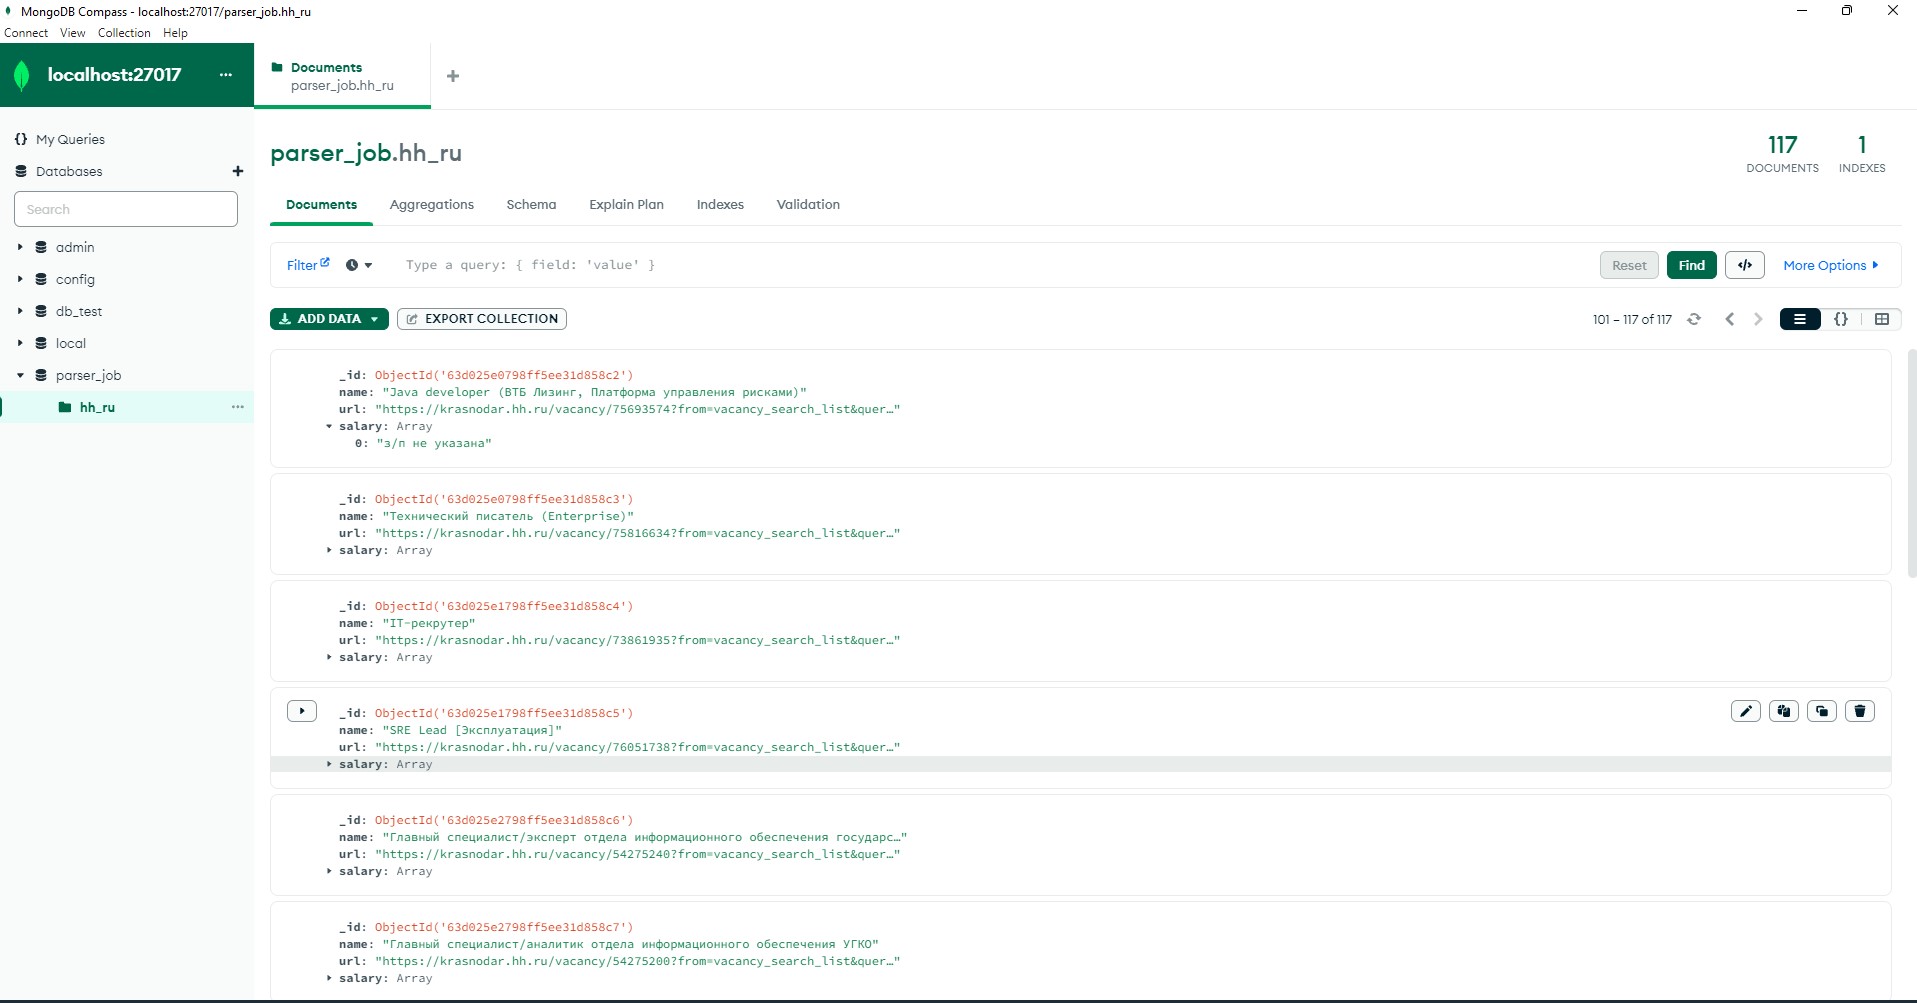 MongoDB Compass - localhost:27017/parser_job.hh_ru
Connect View Collection Help
localhost:27017 ...
Documents
parser_job.hh_ru
+
{} My Queries
Databases +
Search
admin
config
db_test
local
parser_job
hh_ru ...
parser_job.hh_ru
117 DOCUMENTS
1 INDEXES
Documents Aggregations Schema Explain Plan Indexes Validation
Filter Type a query: { field: 'value' } Reset Find </> More Options
ADD DATA EXPORT COLLECTION 101 – 117 of 117 {}
_id: ObjectId('63d025e0798ff5ee31d858c2')
name: "Java developer (ВТБ Лизинг, Платформа управления рисками)"
url: "https://krasnodar.hh.ru/vacancy/75693574?from=vacancy_search_list&quer…"
salary: Array
0: "з/п не указана"
_id: ObjectId('63d025e0798ff5ee31d858c3')
name: "Технический писатель (Enterprise)"
url: "https://krasnodar.hh.ru/vacancy/75816634?from=vacancy_search_list&quer…"
salary: Array
_id: ObjectId('63d025e1798ff5ee31d858c4')
name: "IT-рекрутер"
url: "https://krasnodar.hh.ru/vacancy/73861935?from=vacancy_search_list&quer…"
salary: Array
_id: ObjectId('63d025e1798ff5ee31d858c5')
name: "SRE Lead [Эксплуатация]"
url: "https://krasnodar.hh.ru/vacancy/76051738?from=vacancy_search_list&quer…"
salary: Array
_id: ObjectId('63d025e2798ff5ee31d858c6')
name: "Главный специалист/эксперт отдела информационного обеспечения государс…"
url: "https://krasnodar.hh.ru/vacancy/54275240?from=vacancy_search_list&quer…"
salary: Array
_id: ObjectId('63d025e2798ff5ee31d858c7')
name: "Главный специалист/аналитик отдела информационного обеспечения УГКО"
url: "https://krasnodar.hh.ru/vacancy/54275200?from=vacancy_search_list&quer…"
salary: Array